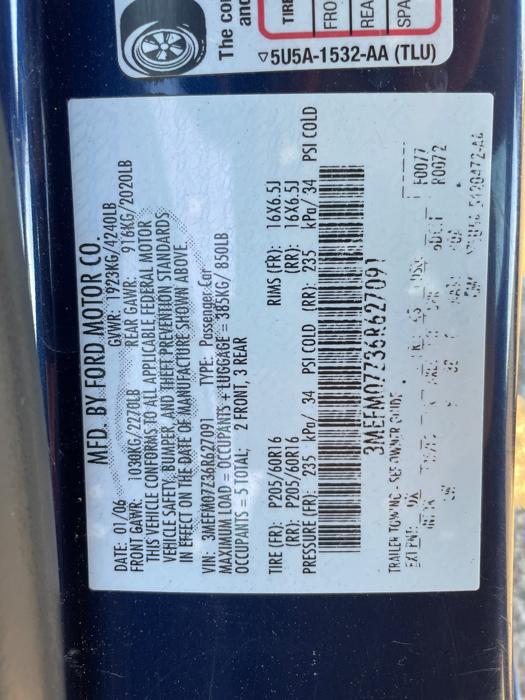 The co
and
TIRE
FRO
REA
SPA
▽5U5A-1532-AA (TLU)
MFD. BY FORD MOTOR CO.
DATE: 01/06 GVWR: 1923KG/4240LB
FRONT GAWR: 1030KG/2270LB REAR GAWR: 916KG/2020LB
THIS VEHICLE CONFORMS TO ALL APPLICABLE FEDERAL MOTOR
VEHICLE SAFETY, BUMPER, AND THEFT PREVENTION STANDARDS
IN EFFECT ON THE DATE OF MANUFACTURE SHOWN ABOVE.
VIN: 3MEFM07Z36R627091 TYPE: Passenger Car
MAXIMUM LOAD = OCCUPANTS + LUGGAGE = 385KG/ 850LB
OCCUPANTS = 5 TOTAL; 2 FRONT, 3 REAR
TIRE (FR): P205/60R16 RIMS (FR): 16X6.5J
(RR): P205/60R16 (RR): 16X6.5J
PRESSURE (FR): 235 kPa/ 34 PSI COLD (RR): 235 kPa/ 34 PSI COLD
3MEFM07Z36R627091
TRAILER TOWING- SEE OWNER GUIDE.
F0077
R0072